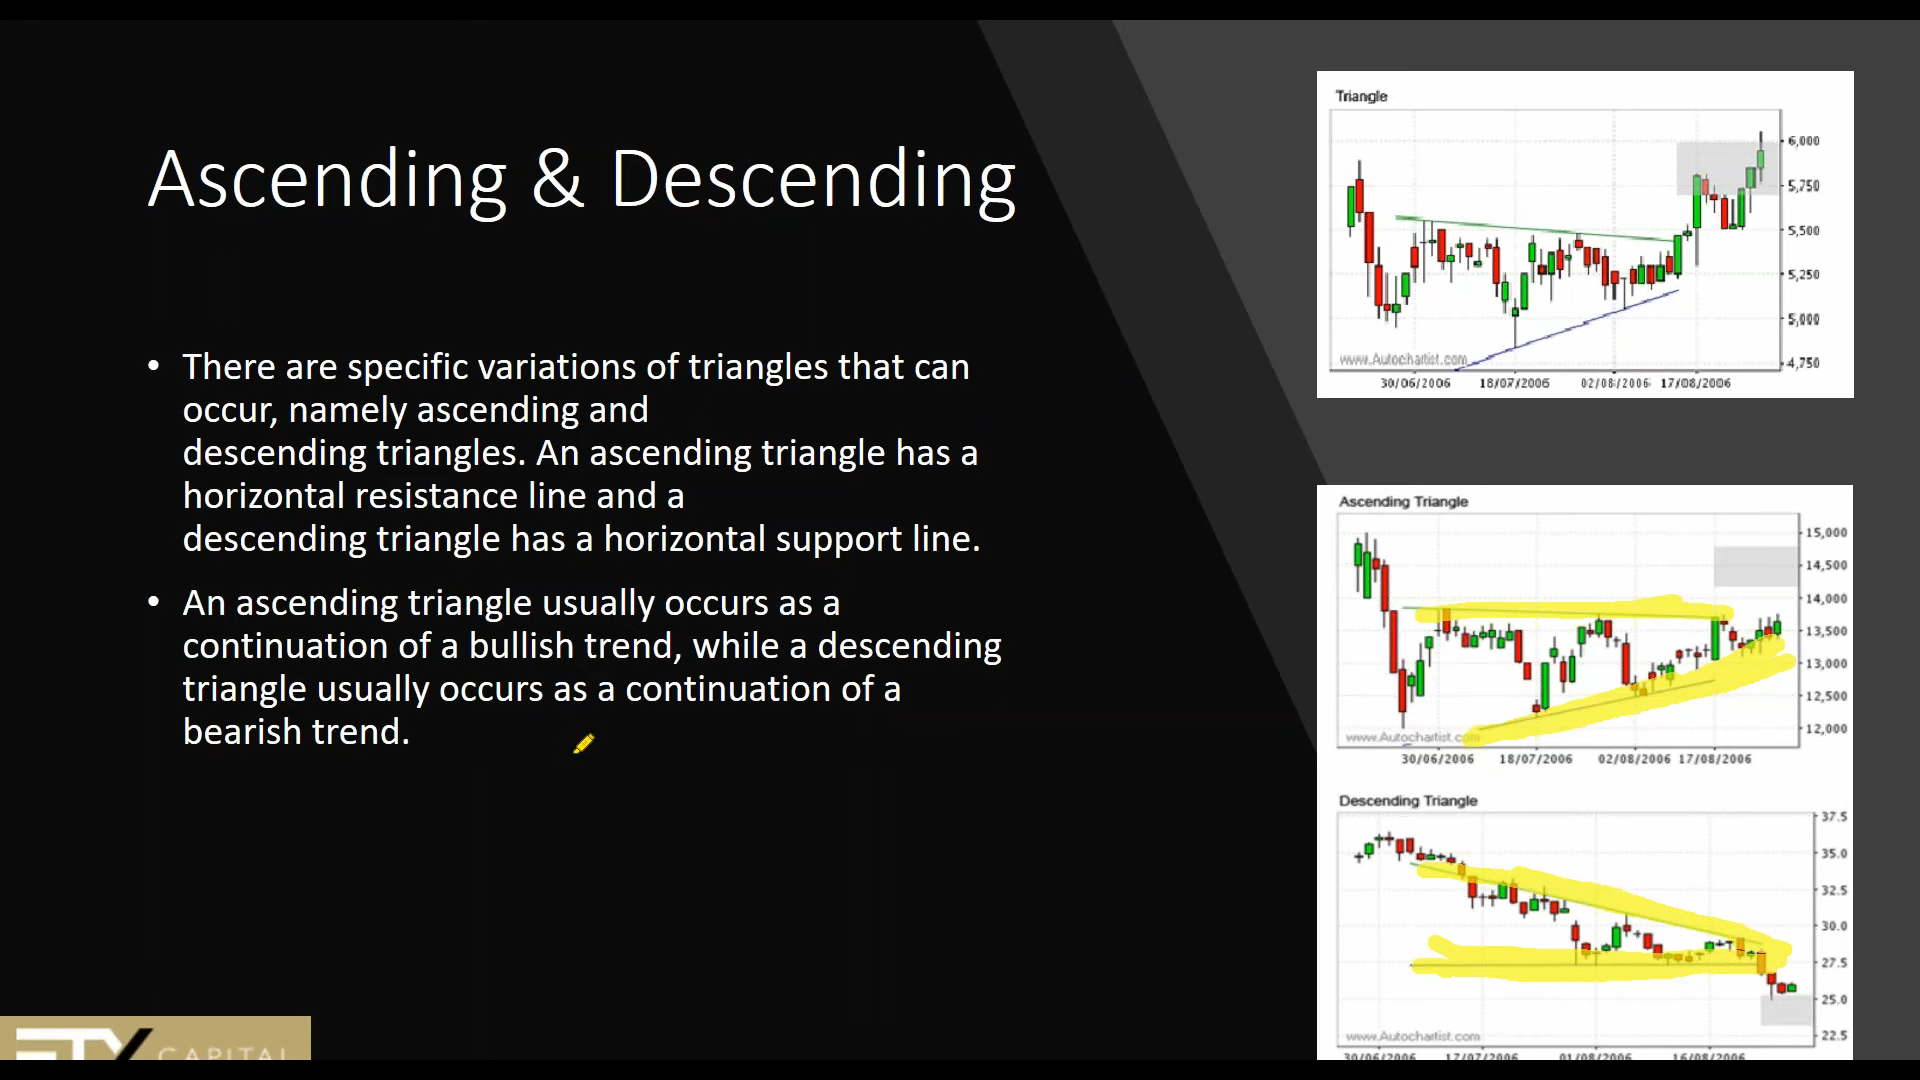 Ascending & Descending
• There are specific variations of triangles that can
occur, namely ascending and
descending triangles. An ascending triangle has a
horizontal resistance line and a
descending triangle has a horizontal support line.
• An ascending triangle usually occurs as a
continuation of a bullish trend, while a descending
triangle usually occurs as a continuation of a
bearish trend.
Triangle
6,000
5,750
5,500
5,250
5,000
4,750
www.Autochartist.com
30/06/2006 18/07/2006 02/08/2006 17/08/2006
Ascending Triangle
15,000
14,500
14,000
13,500
13,000
12,500
12,000
www.Autochartist.com
30/06/2006 18/07/2006 02/08/2006 17/08/2006
Descending Triangle
37.5
35.0
32.5
30.0
27.5
25.0
22.5
www.Autochartist.com
30/06/2006 17/07/2006 01/08/2006 16/08/2006
CAPITAL